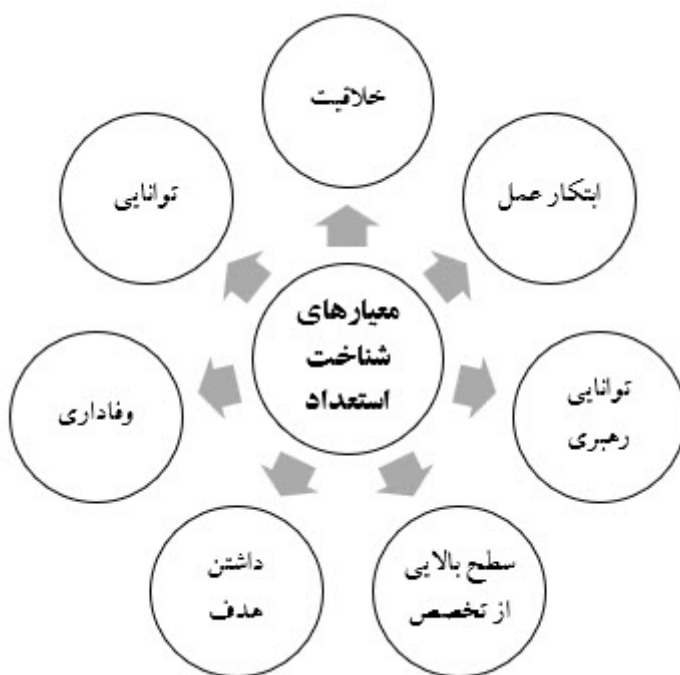 خلاقیت
ابتکار عمل
توانایی
رهبری
سطح بالایی
از تخصص
داشتن
هدف
وفاداری
توانایی
معیارهای
شناخت
استعداد